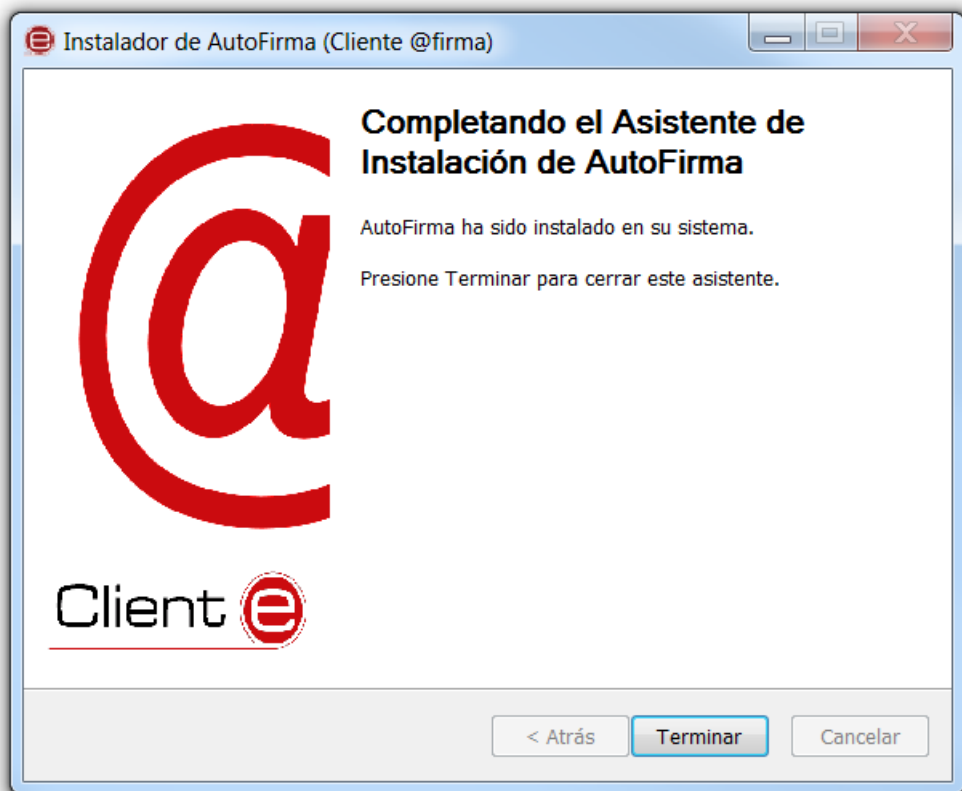 Instalador de AutoFirma (Cliente @firma)
Completando el Asistente de
Instalación de AutoFirma
AutoFirma ha sido instalado en su sistema.
Presione Terminar para cerrar este asistente.
@
Client e
< Atrás
Terminar
Cancelar